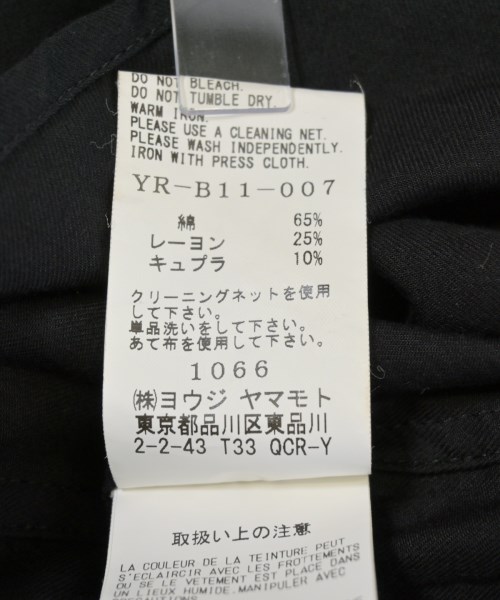 DO NOT BLEACH.
DO NOT TUMBLE DRY.
WARM IRON.
PLEASE USE A CLEANING NET.
PLEASE WASH INDEPENDENTLY.
IRON WITH PRESS CLOTH.
YR-B11-007
綿 65%
レーヨン 25%
キュプラ 10%
クリーニングネットを使用
して下さい。
単品洗いをして下さい。
あて布を使用して下さい。
1066
㈱ヨウジ ヤマモト
東京都品川区東品川
2-2-43 T33 QCR-Y
取扱い上の注意
LA COULEUR DE LA TEINTURE PEUT
S'ECLAIRCIR AVEC LES FROTTEMENTS
OU SE LE VETEMENT EST PLACE DANS
UN LIEUX HUMIDE. MANIPULER AVEC